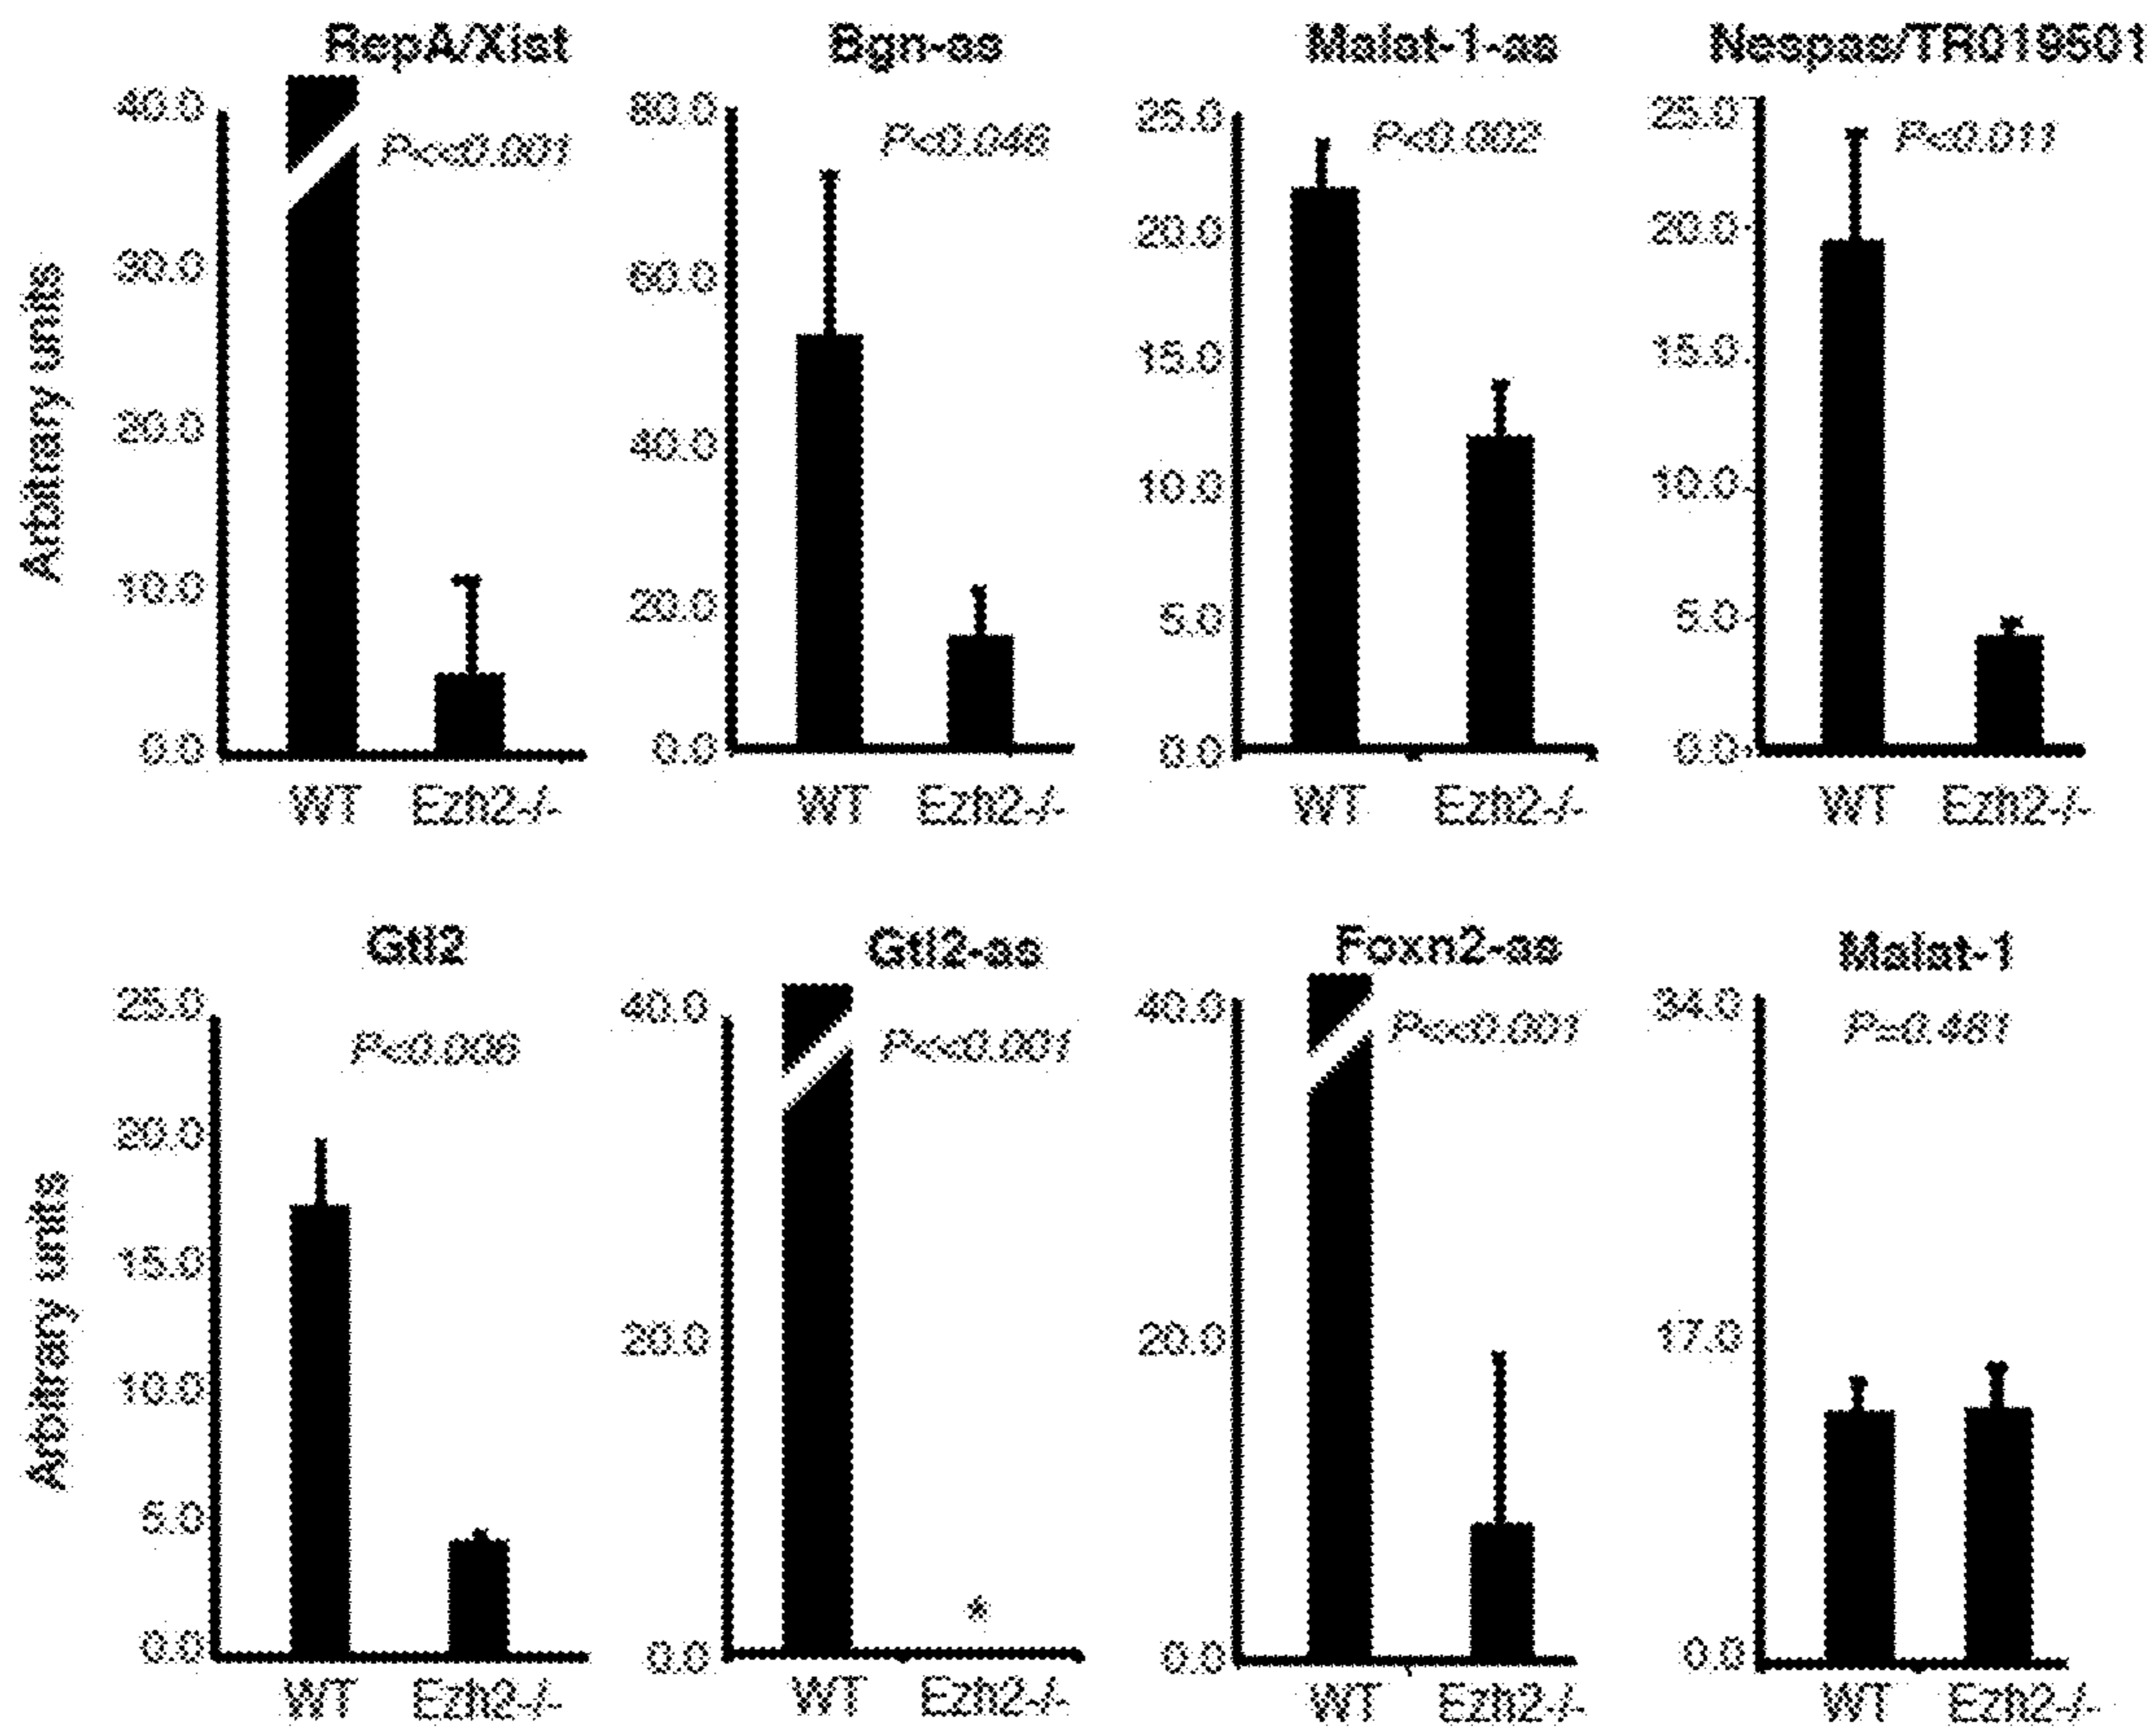 RepA/Xist
Bgn-as
Malat-1-as
Nespas/TR019501
Arbitrary units
40.0
30.0
20.0
10.0
0.0
P<<0.001
WT Ezh2-/-
80.0
60.0
40.0
20.0
0.0
P<0.046
WT Ezh2-/-
25.0
20.0
15.0
10.0
5.0
0.0
P<0.002
WT Ezh2-/-
25.0
20.0
15.0
10.0
5.0
0.0
P<0.011
WT Ezh2-/-
Gtl2
Gtl2-as
Foxn2-as
Malat-1
Arbitrary units
25.0
20.0
15.0
10.0
5.0
0.0
P<0.006
WT Ezh2-/-
40.0
20.0
0.0
P<<0.001
*
WT Ezh2-/-
40.0
20.0
0.0
P<<0.001
WT Ezh2-/-
34.0
17.0
0.0
P=0.461
WT Ezh2-/-